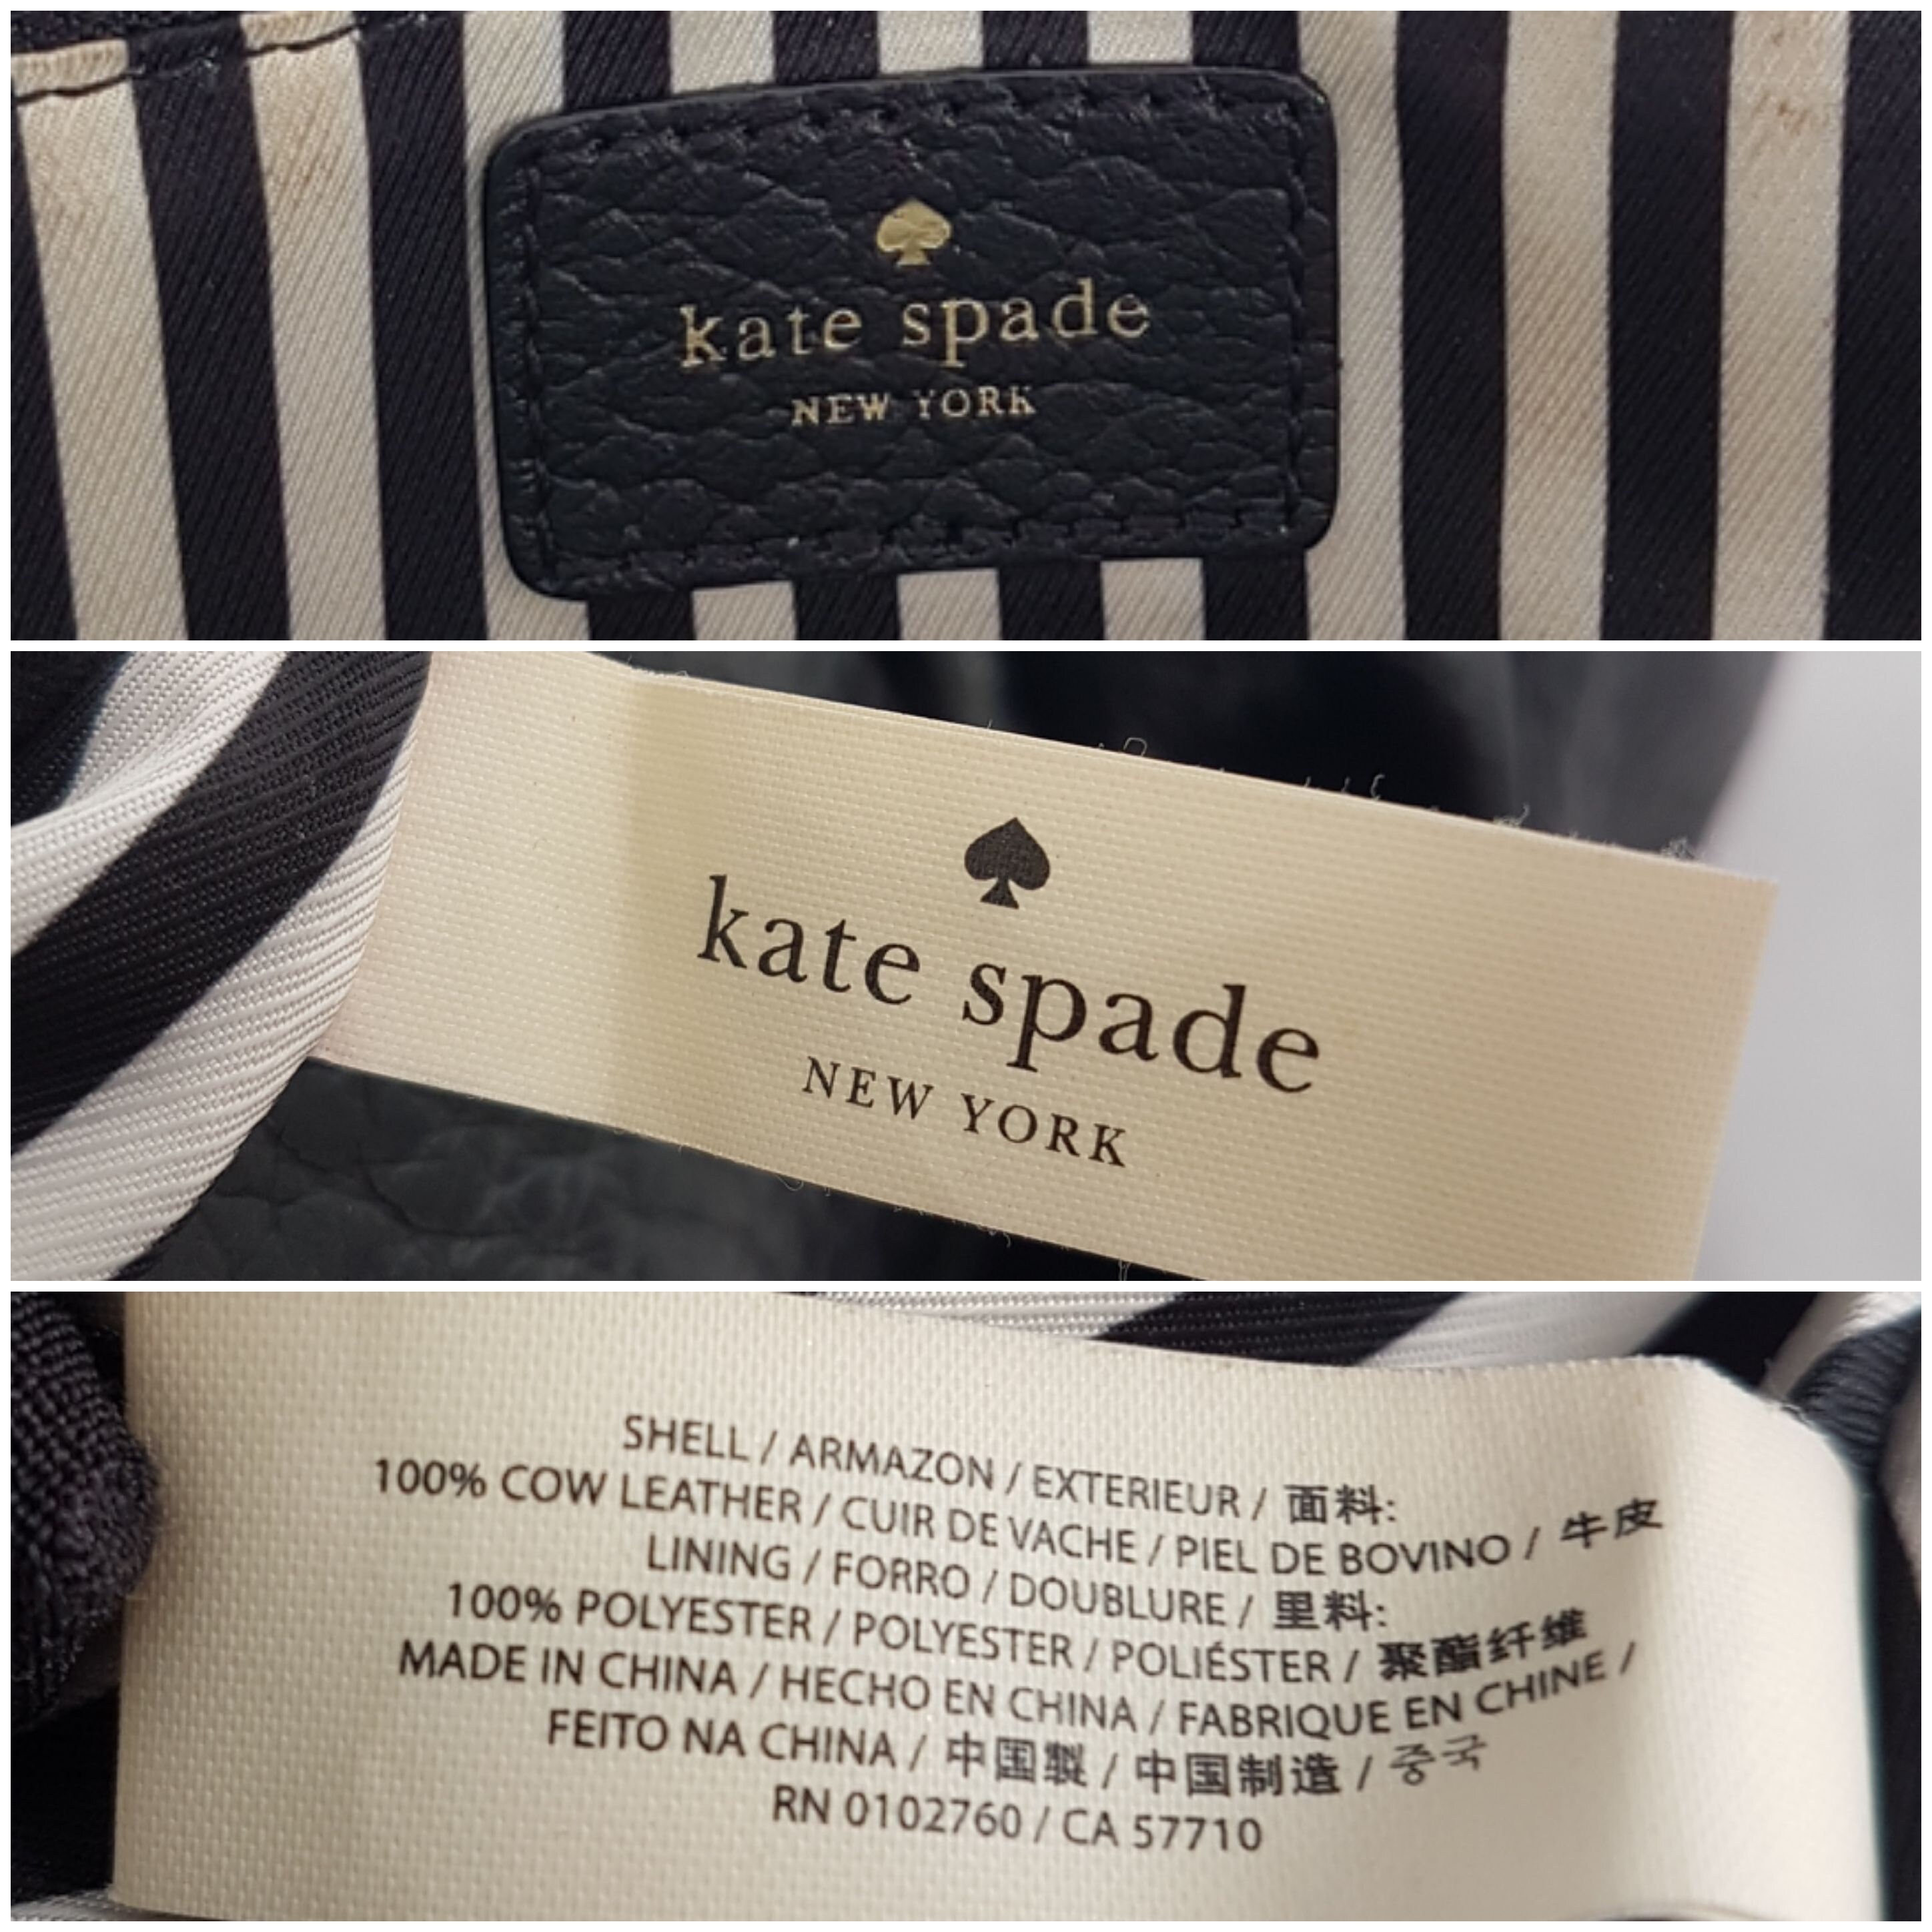 kate spade
NEW YORK
kate spade
NEW YORK
SHELL / ARMAZON / EXTERIEUR / 面料:
100% COW LEATHER / CUIR DE VACHE / PIEL DE BOVINO / 牛皮
LINING / FORRO / DOUBLURE / 里料:
100% POLYESTER / POLYESTER / POLIÉSTER / 聚酯纤维
MADE IN CHINA / HECHO EN CHINA / FABRIQUE EN CHINE /
FEITO NA CHINA / 中国製 / 中国制造 / 중국
RN 0102760 / CA 57710